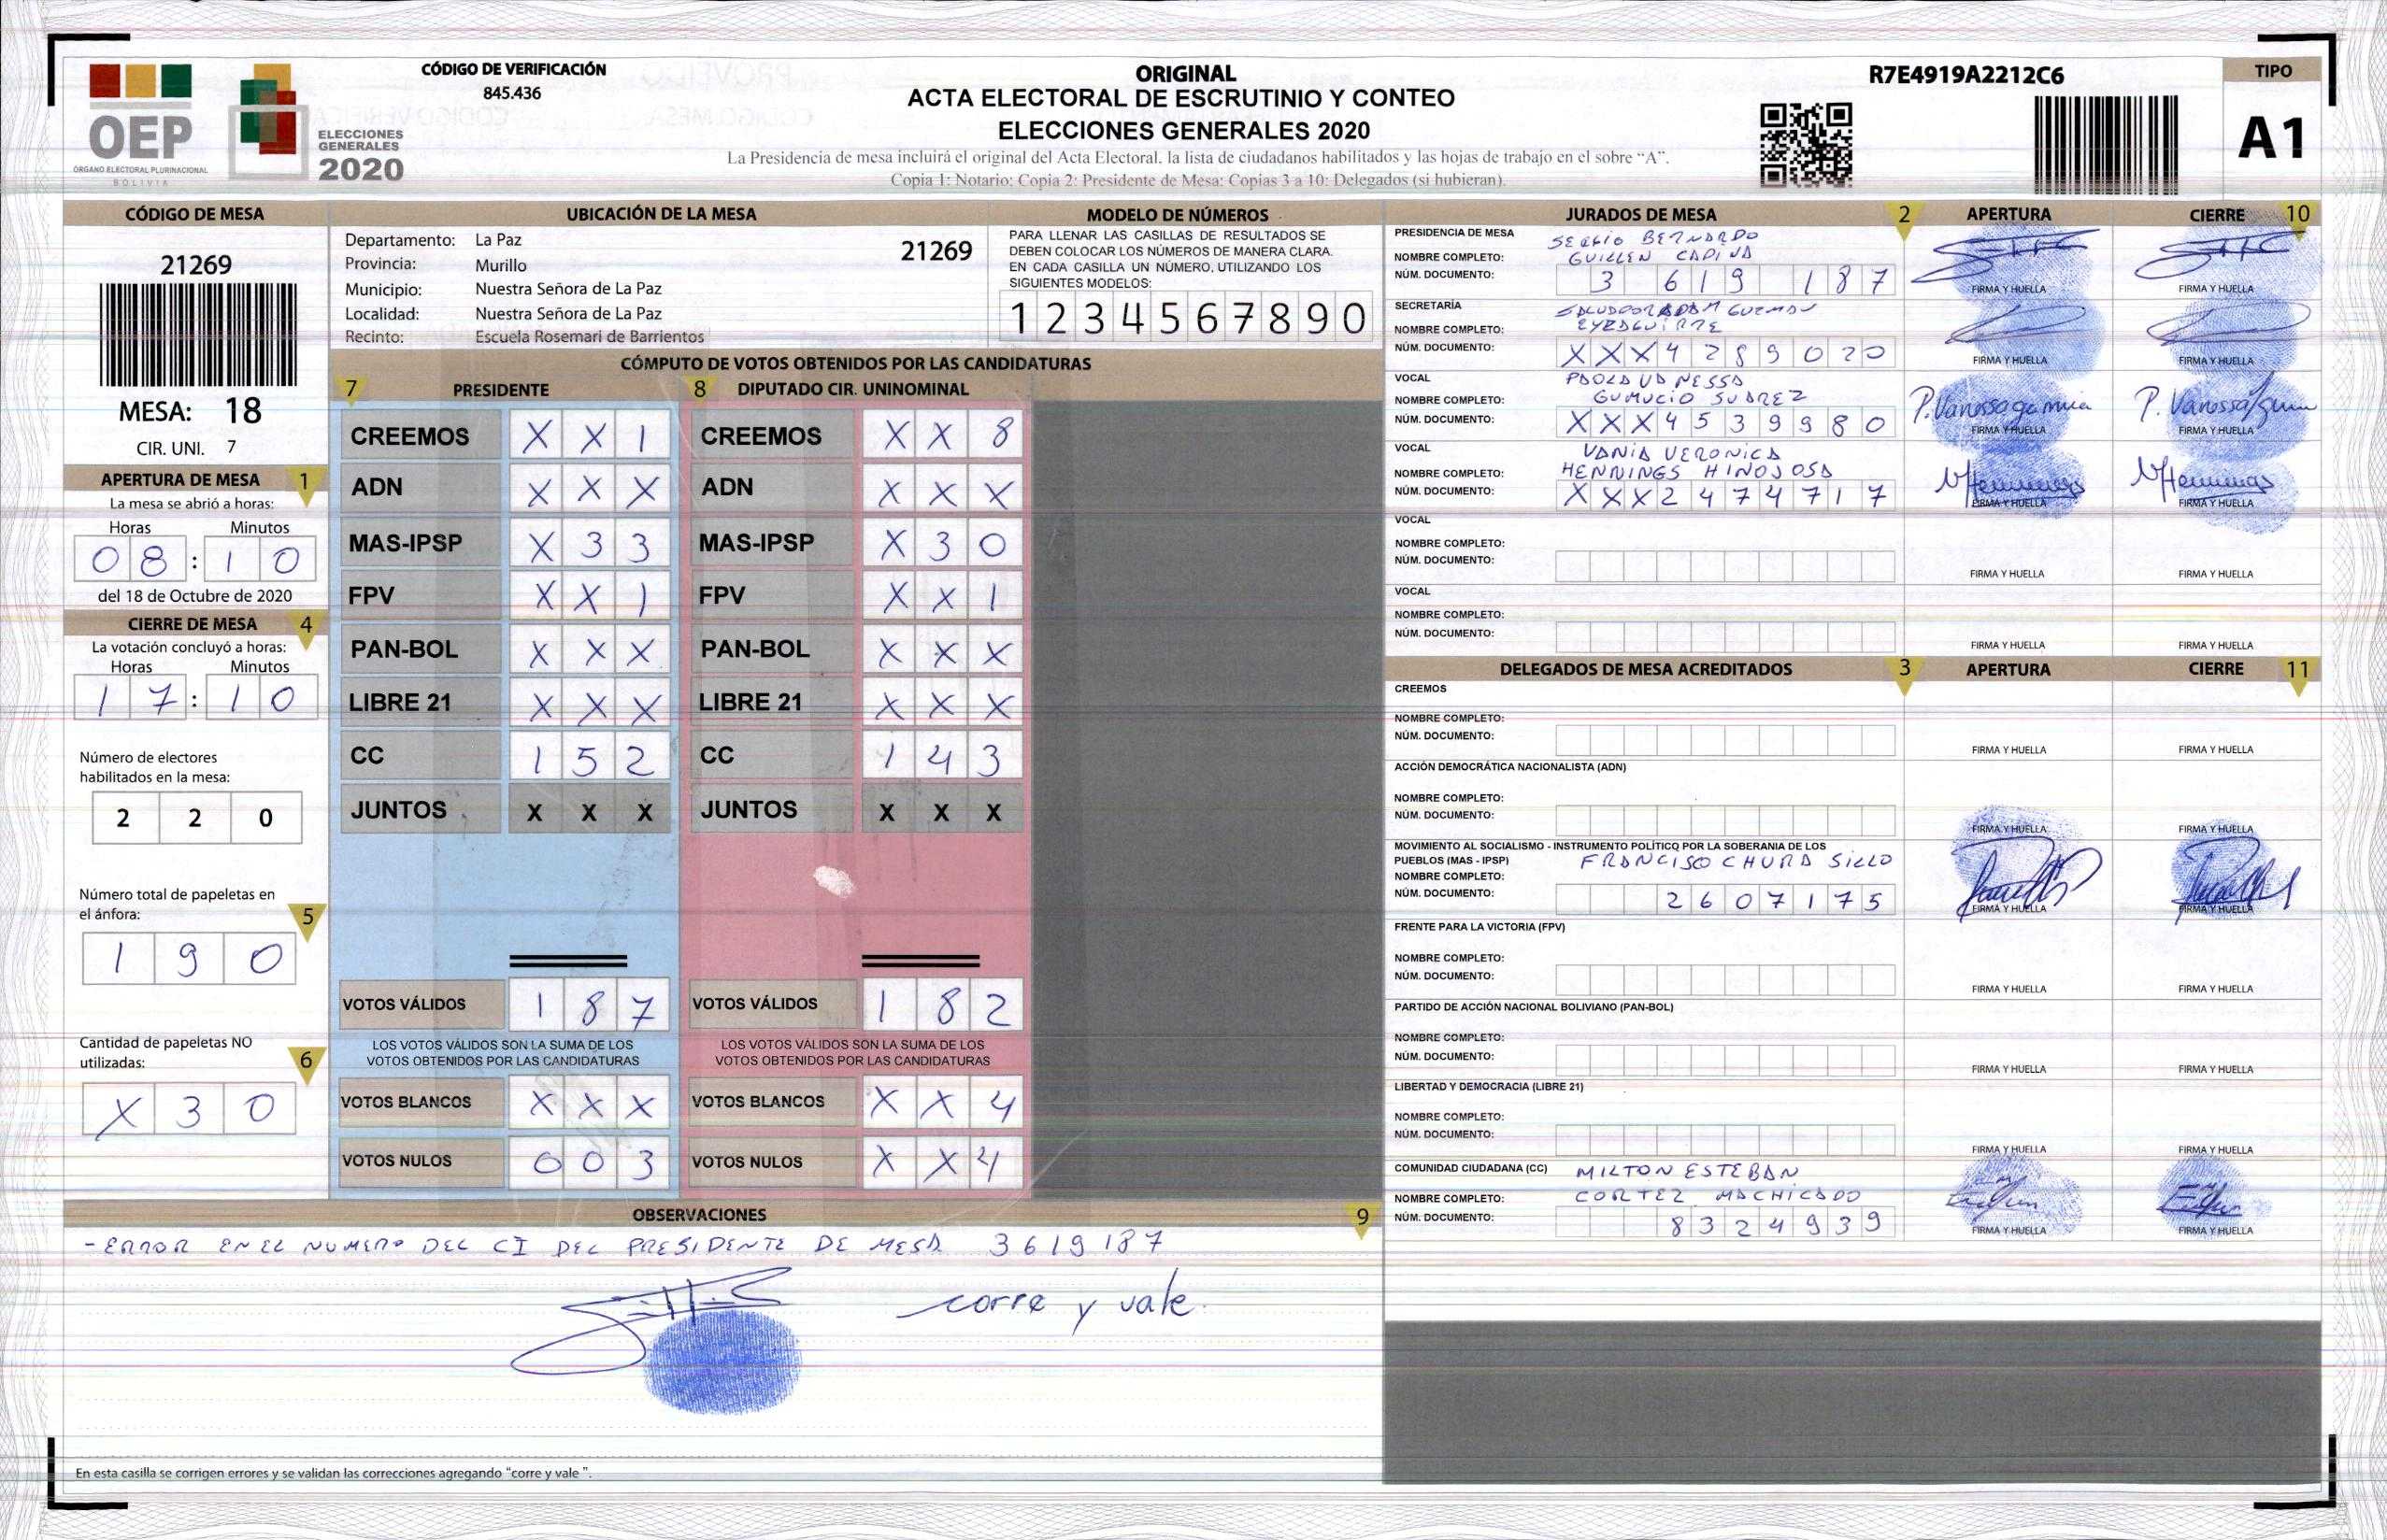 CÓDIGO DE VERIFICACIÓN
845.436
OEP
ÓRGANO ELECTORAL PLURINACIONAL
BOLIVIA
ELECCIONES
GENERALES
2020
ORIGINAL
ACTA ELECTORAL DE ESCRUTINIO Y CONTEO
ELECCIONES GENERALES 2020
La Presidencia de mesa incluirá el original del Acta Electoral, la lista de ciudadanos habilitados y las hojas de trabajo en el sobre "A".
Copia 1: Notario; Copia 2: Presidente de Mesa; Copias 3 a 10: Delegados (si hubieran).
R7E4919A2212C6
TIPO
A1
CÓDIGO DE MESA
21269
MESA: 18
CIR. UNI. 7
APERTURA DE MESA 1
La mesa se abrió a horas:
Horas Minutos
0 8 : 1 0
del 18 de Octubre de 2020
CIERRE DE MESA 4
La votación concluyó a horas:
Horas Minutos
1 7 : 1 0
Número de electores
habilitados en la mesa:
2 2 0
Número total de papeletas en
el ánfora: 5
1 9 0
Cantidad de papeletas NO
utilizadas: 6
X 3 0
UBICACIÓN DE LA MESA
Departamento: La Paz
21269
Provincia: Murillo
Municipio: Nuestra Señora de La Paz
Localidad: Nuestra Señora de La Paz
Recinto: Escuela Rosemari de Barrientos
MODELO DE NÚMEROS
PARA LLENAR LAS CASILLAS DE RESULTADOS SE
DEBEN COLOCAR LOS NÚMEROS DE MANERA CLARA.
EN CADA CASILLA UN NÚMERO, UTILIZANDO LOS
SIGUIENTES MODELOS:
1 2 3 4 5 6 7 8 9 0
CÓMPUTO DE VOTOS OBTENIDOS POR LAS CANDIDATURAS
7 PRESIDENTE 8 DIPUTADO CIR. UNINOMINAL
CREEMOS X X 1 CREEMOS X X 8
ADN X X X ADN X X X
MAS-IPSP X 3 3 MAS-IPSP X 3 0
FPV X X 1 FPV X X 1
PAN-BOL X X X PAN-BOL X X X
LIBRE 21 X X X LIBRE 21 X X X
CC 1 5 2 CC 1 4 3
JUNTOS X X X JUNTOS X X X
VOTOS VÁLIDOS 1 8 7 VOTOS VÁLIDOS 1 8 2
LOS VOTOS VÁLIDOS SON LA SUMA DE LOS LOS VOTOS VÁLIDOS SON LA SUMA DE LOS
VOTOS OBTENIDOS POR LAS CANDIDATURAS VOTOS OBTENIDOS POR LAS CANDIDATURAS
VOTOS BLANCOS X X X VOTOS BLANCOS X X 4
VOTOS NULOS 0 0 3 VOTOS NULOS X X 4
OBSERVACIONES 9
- ERROR EN EL NUMERO DEL CI DEL PRESIDENTE DE MESA 3619187
corre y vale.
En esta casilla se corrigen errores y se validan las correcciones agregando "corre y vale ".
JURADOS DE MESA 2 APERTURA CIERRE 10
PRESIDENCIA DE MESA SERGIO BERNARDO
NOMBRE COMPLETO: GUILLEN
NÚM. DOCUMENTO: 3 6 1 9 1 8 7
FIRMA Y HUELLA FIRMA Y HUELLA
SECRETARÍA GUZMAN
NOMBRE COMPLETO: EYZAGUIRRE
NÚM. DOCUMENTO: X X X 4 2 8 9 0 2 0
FIRMA Y HUELLA FIRMA Y HUELLA
VOCAL PAOLA VANESSA
NOMBRE COMPLETO: GUMUCIO SUAREZ
NÚM. DOCUMENTO: X X X 4 5 3 9 9 8 0
FIRMA Y HUELLA FIRMA Y HUELLA
VOCAL VANIA VERONICA
NOMBRE COMPLETO: HENNINGS HINOJOSA
NÚM. DOCUMENTO: X X X 2 4 7 4 7 1 7
FIRMA Y HUELLA FIRMA Y HUELLA
VOCAL
NOMBRE COMPLETO:
NÚM. DOCUMENTO:
FIRMA Y HUELLA FIRMA Y HUELLA
VOCAL
NOMBRE COMPLETO:
NÚM. DOCUMENTO:
FIRMA Y HUELLA FIRMA Y HUELLA
DELEGADOS DE MESA ACREDITADOS 3 APERTURA CIERRE 11
CREEMOS
NOMBRE COMPLETO:
NÚM. DOCUMENTO:
FIRMA Y HUELLA FIRMA Y HUELLA
ACCIÓN DEMOCRÁTICA NACIONALISTA (ADN)
NOMBRE COMPLETO:
NÚM. DOCUMENTO:
FIRMA Y HUELLA FIRMA Y HUELLA
MOVIMIENTO AL SOCIALISMO - INSTRUMENTO POLÍTICO POR LA SOBERANIA DE LOS
PUEBLOS (MAS - IPSP) FRANCISO CHURA SILLO
NOMBRE COMPLETO:
NÚM. DOCUMENTO: 2 6 0 7 1 7 5
FIRMA Y HUELLA FIRMA Y HUELLA
FRENTE PARA LA VICTORIA (FPV)
NOMBRE COMPLETO:
NÚM. DOCUMENTO:
FIRMA Y HUELLA FIRMA Y HUELLA
PARTIDO DE ACCIÓN NACIONAL BOLIVIANO (PAN-BOL)
NOMBRE COMPLETO:
NÚM. DOCUMENTO:
FIRMA Y HUELLA FIRMA Y HUELLA
LIBERTAD Y DEMOCRACIA (LIBRE 21)
NOMBRE COMPLETO:
NÚM. DOCUMENTO:
FIRMA Y HUELLA FIRMA Y HUELLA
COMUNIDAD CIUDADANA (CC) MILTON ESTEBAN
NOMBRE COMPLETO: CORTEZ MACHICADO
NÚM. DOCUMENTO: 8 3 2 4 9 3 9
FIRMA Y HUELLA FIRMA Y HUELLA